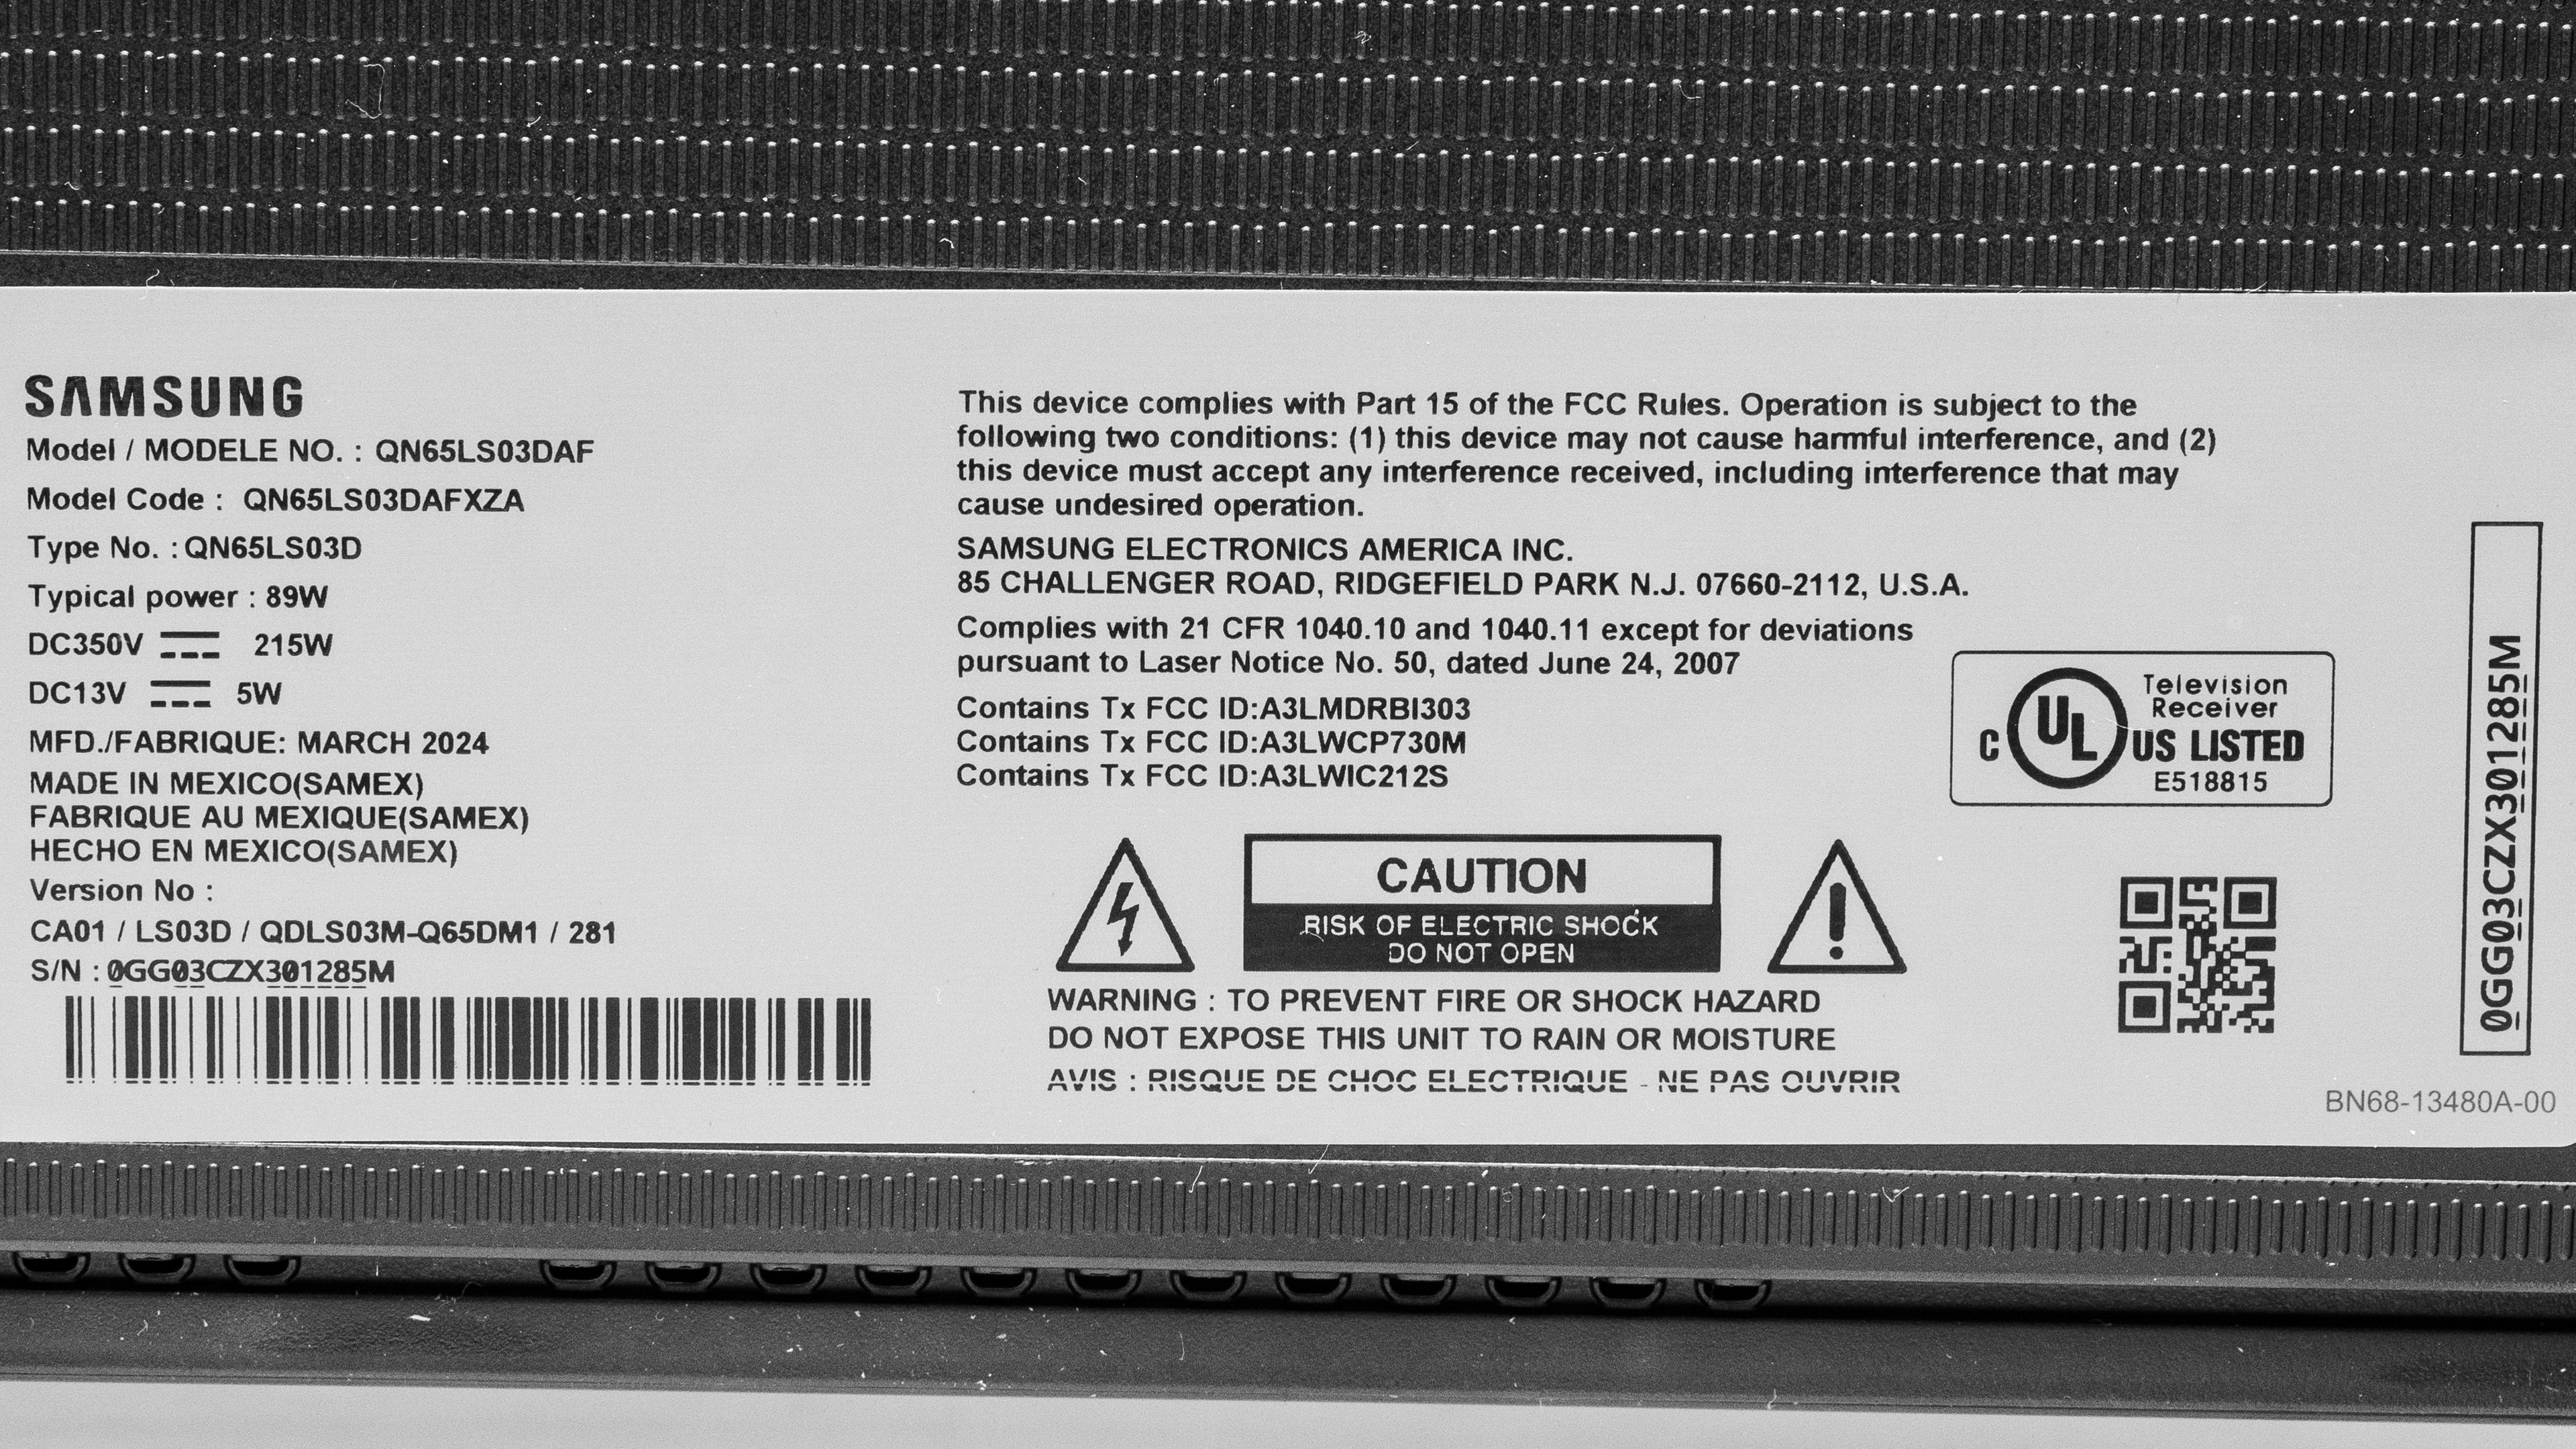 SAMSUNG
Model / MODELE NO. : QN65LS03DAF
Model Code : QN65LS03DAFXZA
Type No. : QN65LS03D
Typical power : 89W
DC350V ⎓ 215W
DC13V ⎓ 5W
MFD./FABRIQUE: MARCH 2024
MADE IN MEXICO(SAMEX)
FABRIQUE AU MEXIQUE(SAMEX)
HECHO EN MEXICO(SAMEX)
Version No :
CA01 / LS03D / QDLS03M-Q65DM1 / 281
S/N : 0GG03CZX301285M
This device complies with Part 15 of the FCC Rules. Operation is subject to the
following two conditions: (1) this device may not cause harmful interference, and (2)
this device must accept any interference received, including interference that may
cause undesired operation.
SAMSUNG ELECTRONICS AMERICA INC.
85 CHALLENGER ROAD, RIDGEFIELD PARK N.J. 07660-2112, U.S.A.
Complies with 21 CFR 1040.10 and 1040.11 except for deviations
pursuant to Laser Notice No. 50, dated June 24, 2007
Contains Tx FCC ID:A3LMDRBI303
Contains Tx FCC ID:A3LWCP730M
Contains Tx FCC ID:A3LWIC212S
CAUTION
RISK OF ELECTRIC SHOCK
DO NOT OPEN
WARNING : TO PREVENT FIRE OR SHOCK HAZARD
DO NOT EXPOSE THIS UNIT TO RAIN OR MOISTURE
AVIS : RISQUE DE CHOC ELECTRIQUE - NE PAS OUVRIR
Television
Receiver
C UL US LISTED
E518815
0GG03CZX301285M
BN68-13480A-00